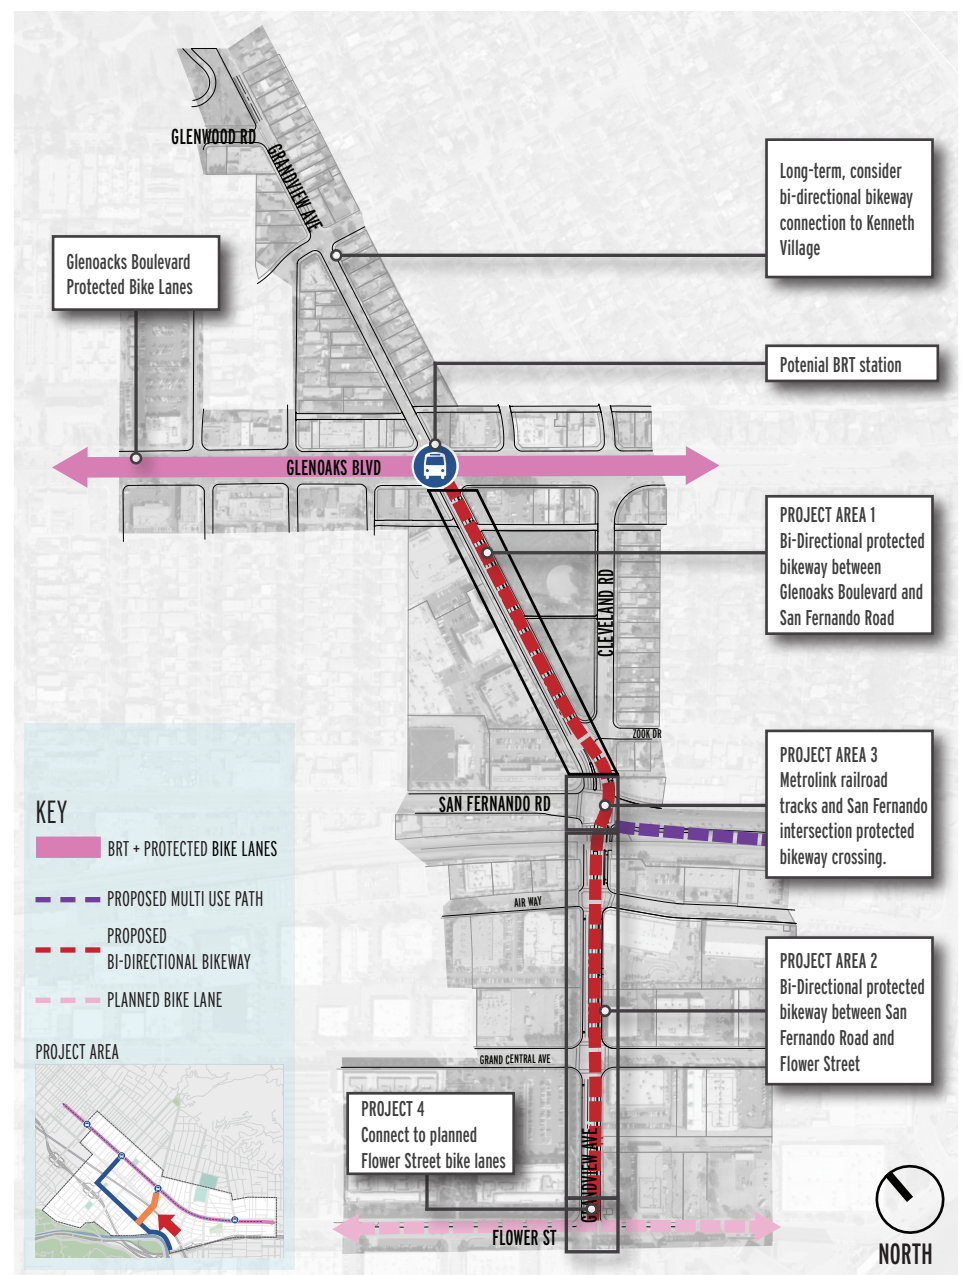 GLENWOOD RD
GRANDVIEW AVE
Long-term, consider
bi-directional bikeway
connection to Kenneth
Village
Glenoacks Boulevard
Protected Bike Lanes
Potenial BRT station
GLENOAKS BLVD
PROJECT AREA 1
Bi-Directional protected
bikeway between
Glenoaks Boulevard and
San Fernando Road
CLEVELAND RD
ZOOK DR
SAN FERNANDO RD
PROJECT AREA 3
Metrolink railroad
tracks and San Fernando
intersection protected
bikeway crossing.
AIR WAY
PROJECT AREA 2
Bi-Directional protected
bikeway between San
Fernando Road and
Flower Street
GRAND CENTRAL AVE
PROJECT 4
Connect to planned
Flower Street bike lanes
GRANDVIEW AVE
FLOWER ST
KEY
BRT + PROTECTED BIKE LANES
PROPOSED MULTI USE PATH
PROPOSED
BI-DIRECTIONAL BIKEWAY
PLANNED BIKE LANE
PROJECT AREA
NORTH